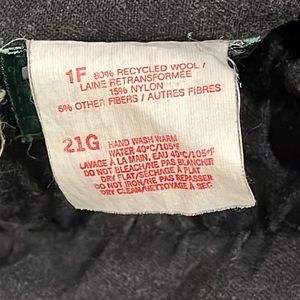 1F 80% RECYCLED WOOL /
LAINE RETRANSFORMÉE
15% NYLON
5% OTHER FIBERS / AUTRES FIBRES
21G HAND WASH WARM
WATER 40°C/105°F
LAVAGE À LA MAIN, EAU 40°C/105°F
DO NOT BLEACH/NE PAS BLANCHIR
DRY FLAT/SÉCHAGE À PLAT
DO NOT IRON/NE PAS REPASSER
DRY CLEAN/NETTOYAGE À SEC